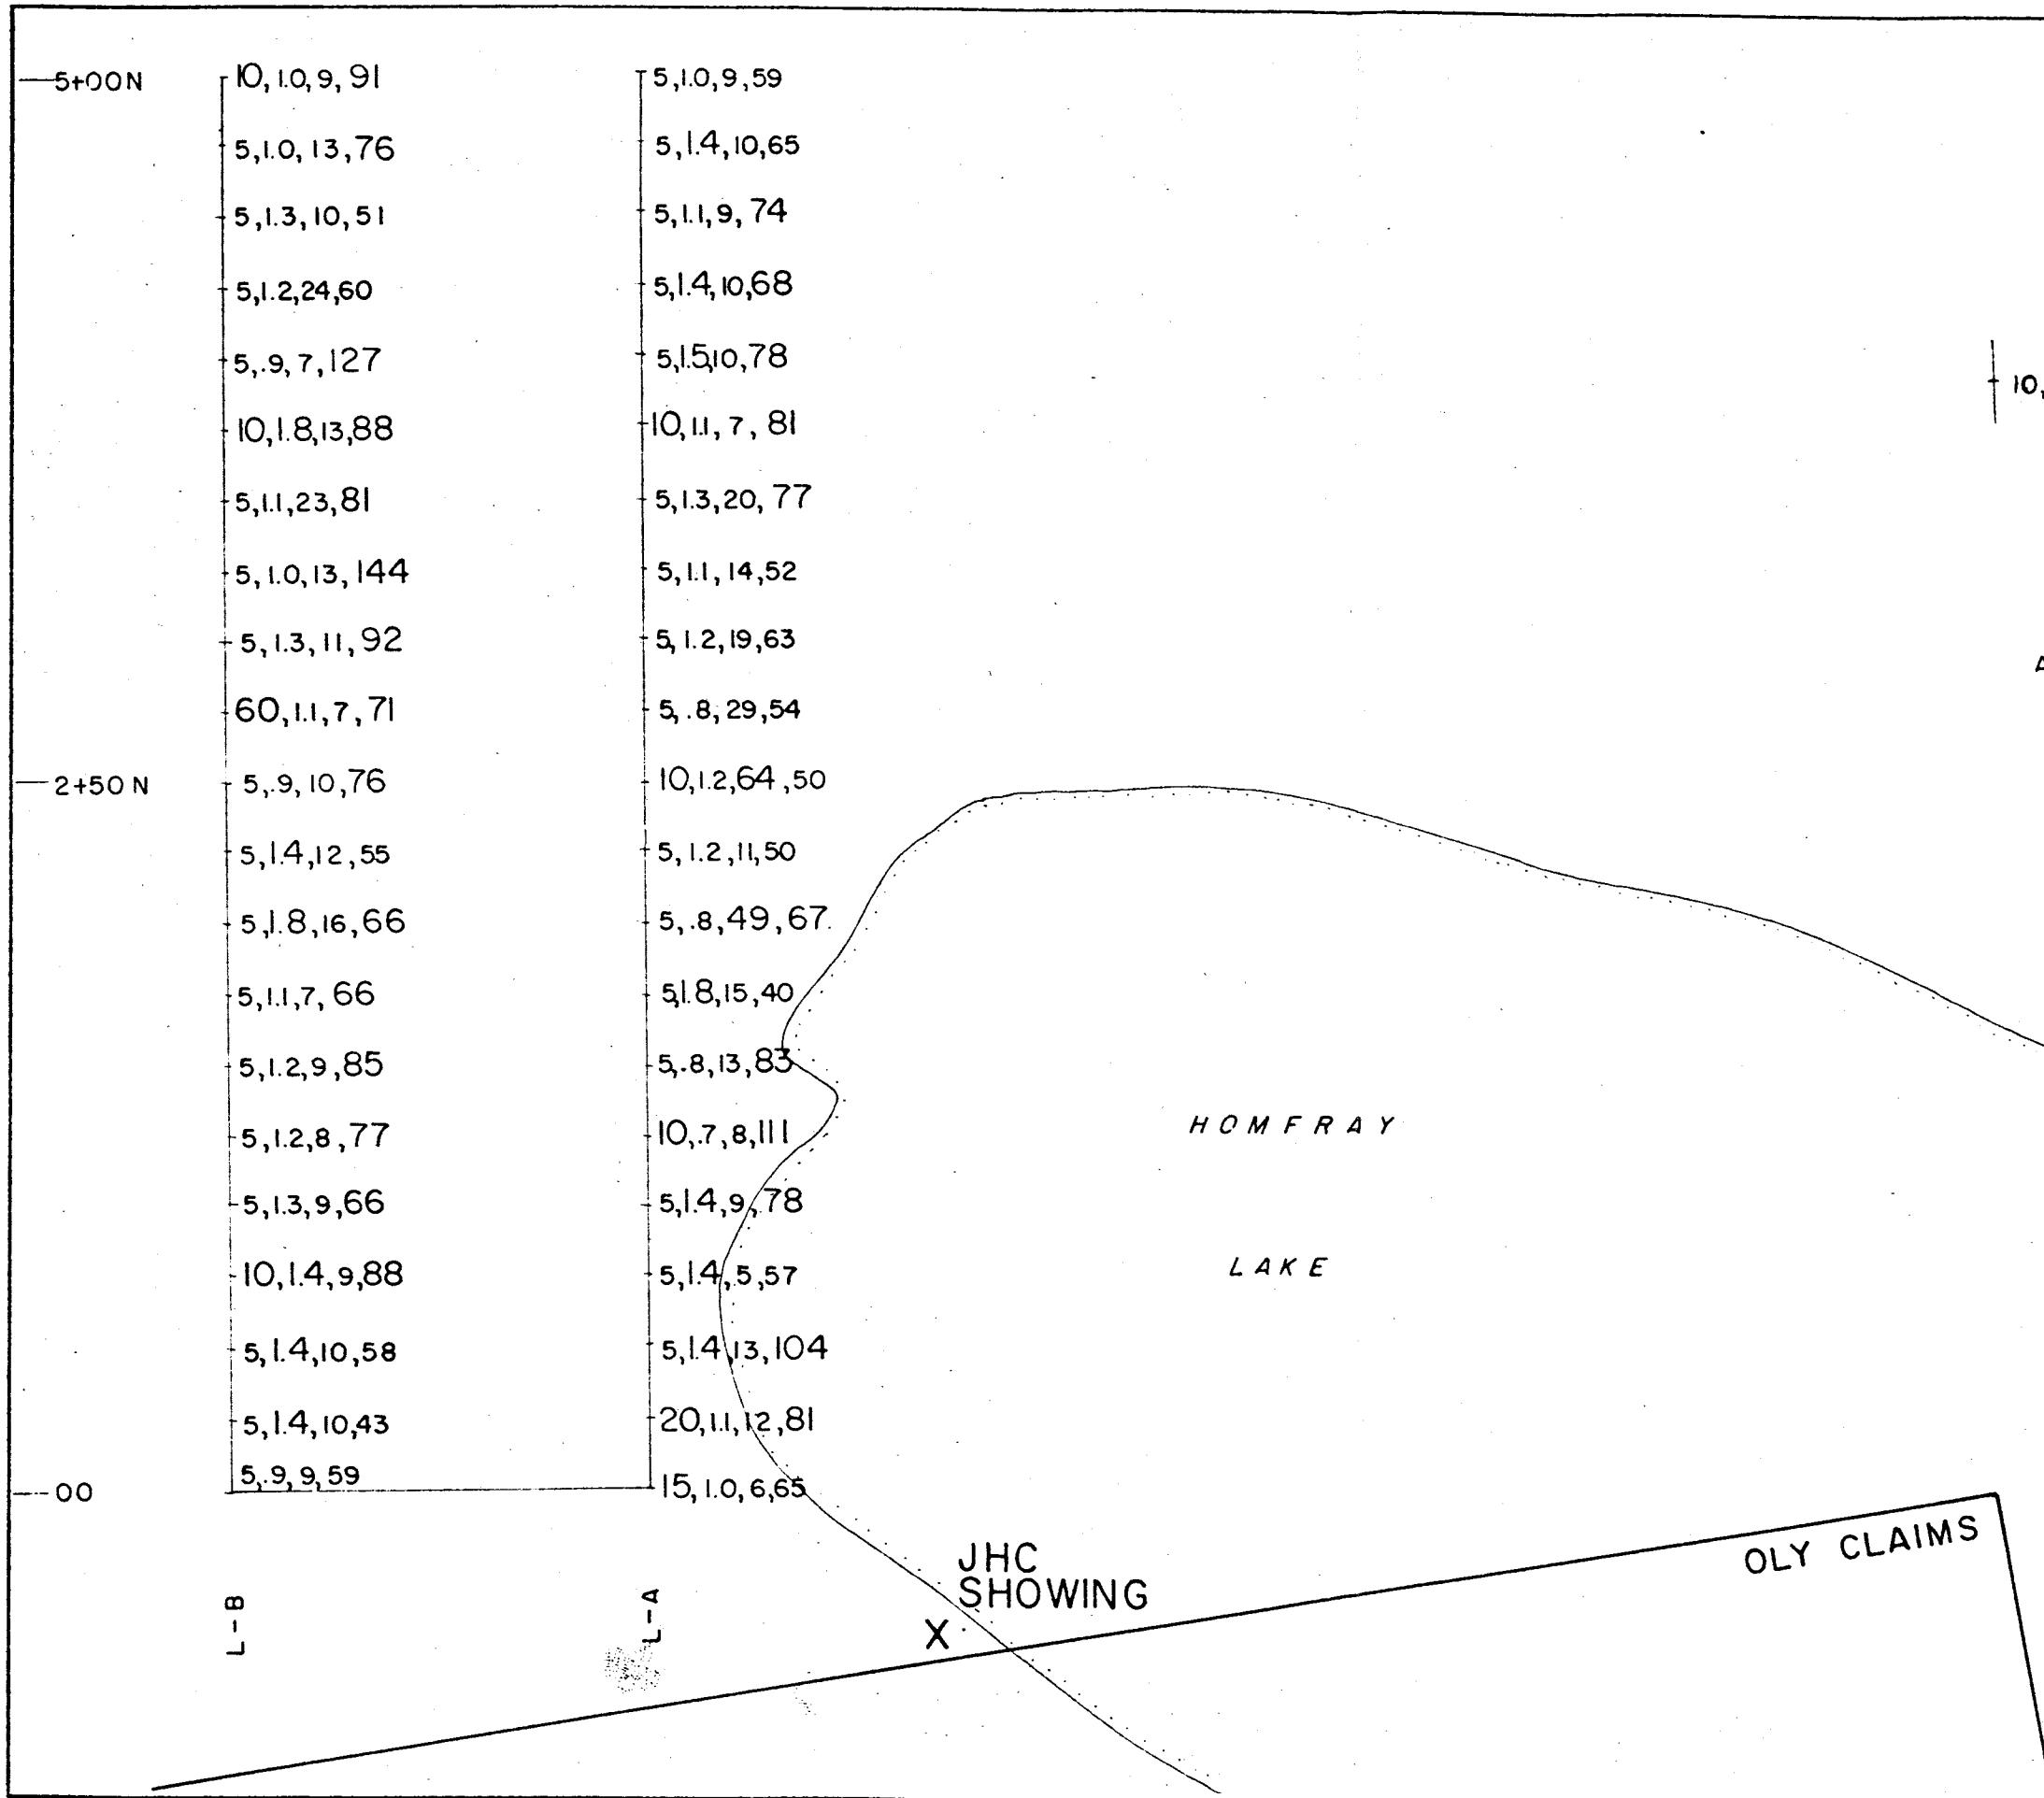 5+00N
10, 1.0, 9, 91
5, 1.0, 13, 76
5, 1.3, 10, 51
5, 1.2, 24, 60
5, .9, 7, 127
10, 1.8, 13, 88
5, 1.1, 23, 81
5, 1.0, 13, 144
5, 1.3, 11, 92
60, 1.1, 7, 71
2+50N
5, .9, 10, 76
5, 1.4, 12, 55
5, 1.8, 16, 66
5, 1.1, 7, 66
5, 1.2, 9, 85
5, 1.2, 8, 77
5, 1.3, 9, 66
10, 1.4, 9, 88
5, 1.4, 10, 58
5, 1.4, 10, 43
00
5, .9, 9, 59
L-B
5, 1.0, 9, 59
5, 1.4, 10, 65
5, 1.1, 9, 74
5, 1.4, 10, 68
5, 1.5, 10, 78
10, 1.1, 7, 81
5, 1.3, 20, 77
5, 1.1, 14, 52
5, 1.2, 19, 63
5, .8, 29, 54
10, 1.2, 64, 50
5, 1.2, 11, 50
5, .8, 49, 67
5, 1.8, 15, 40
5, .8, 13, 83
10, .7, 8, 111
5, 1.4, 9, 78
5, 1.4, 5, 57
5, 1.4, 13, 104
20, 1.1, 12, 81
15, 1.0, 6, 65
L-A
10,
HOMFRAY
LAKE
JHC
SHOWING
X
OLY CLAIMS